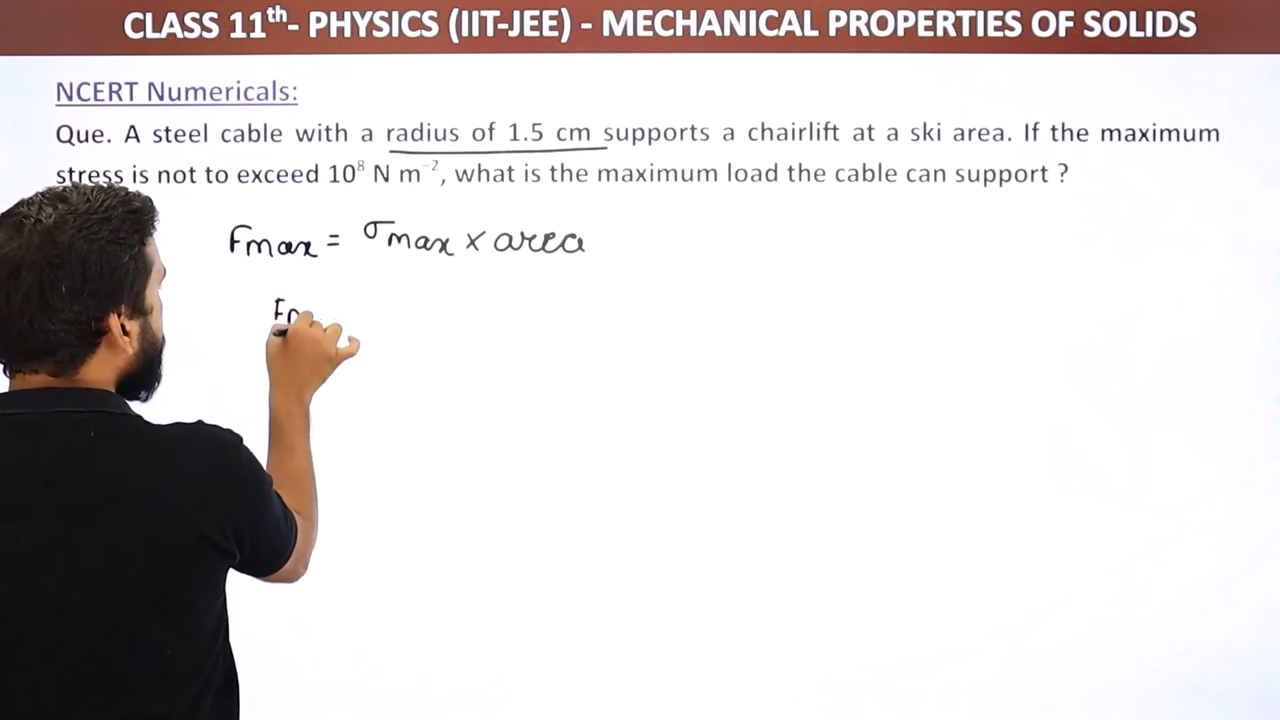 CLASS 11th- PHYSICS (IIT-JEE) - MECHANICAL PROPERTIES OF SOLIDS
NCERT Numericals:
Que. A steel cable with a radius of 1.5 cm supports a chairlift at a ski area. If the maximum
stress is not to exceed 10⁸ N m⁻², what is the maximum load the cable can support ?
Fmax = σmax × area